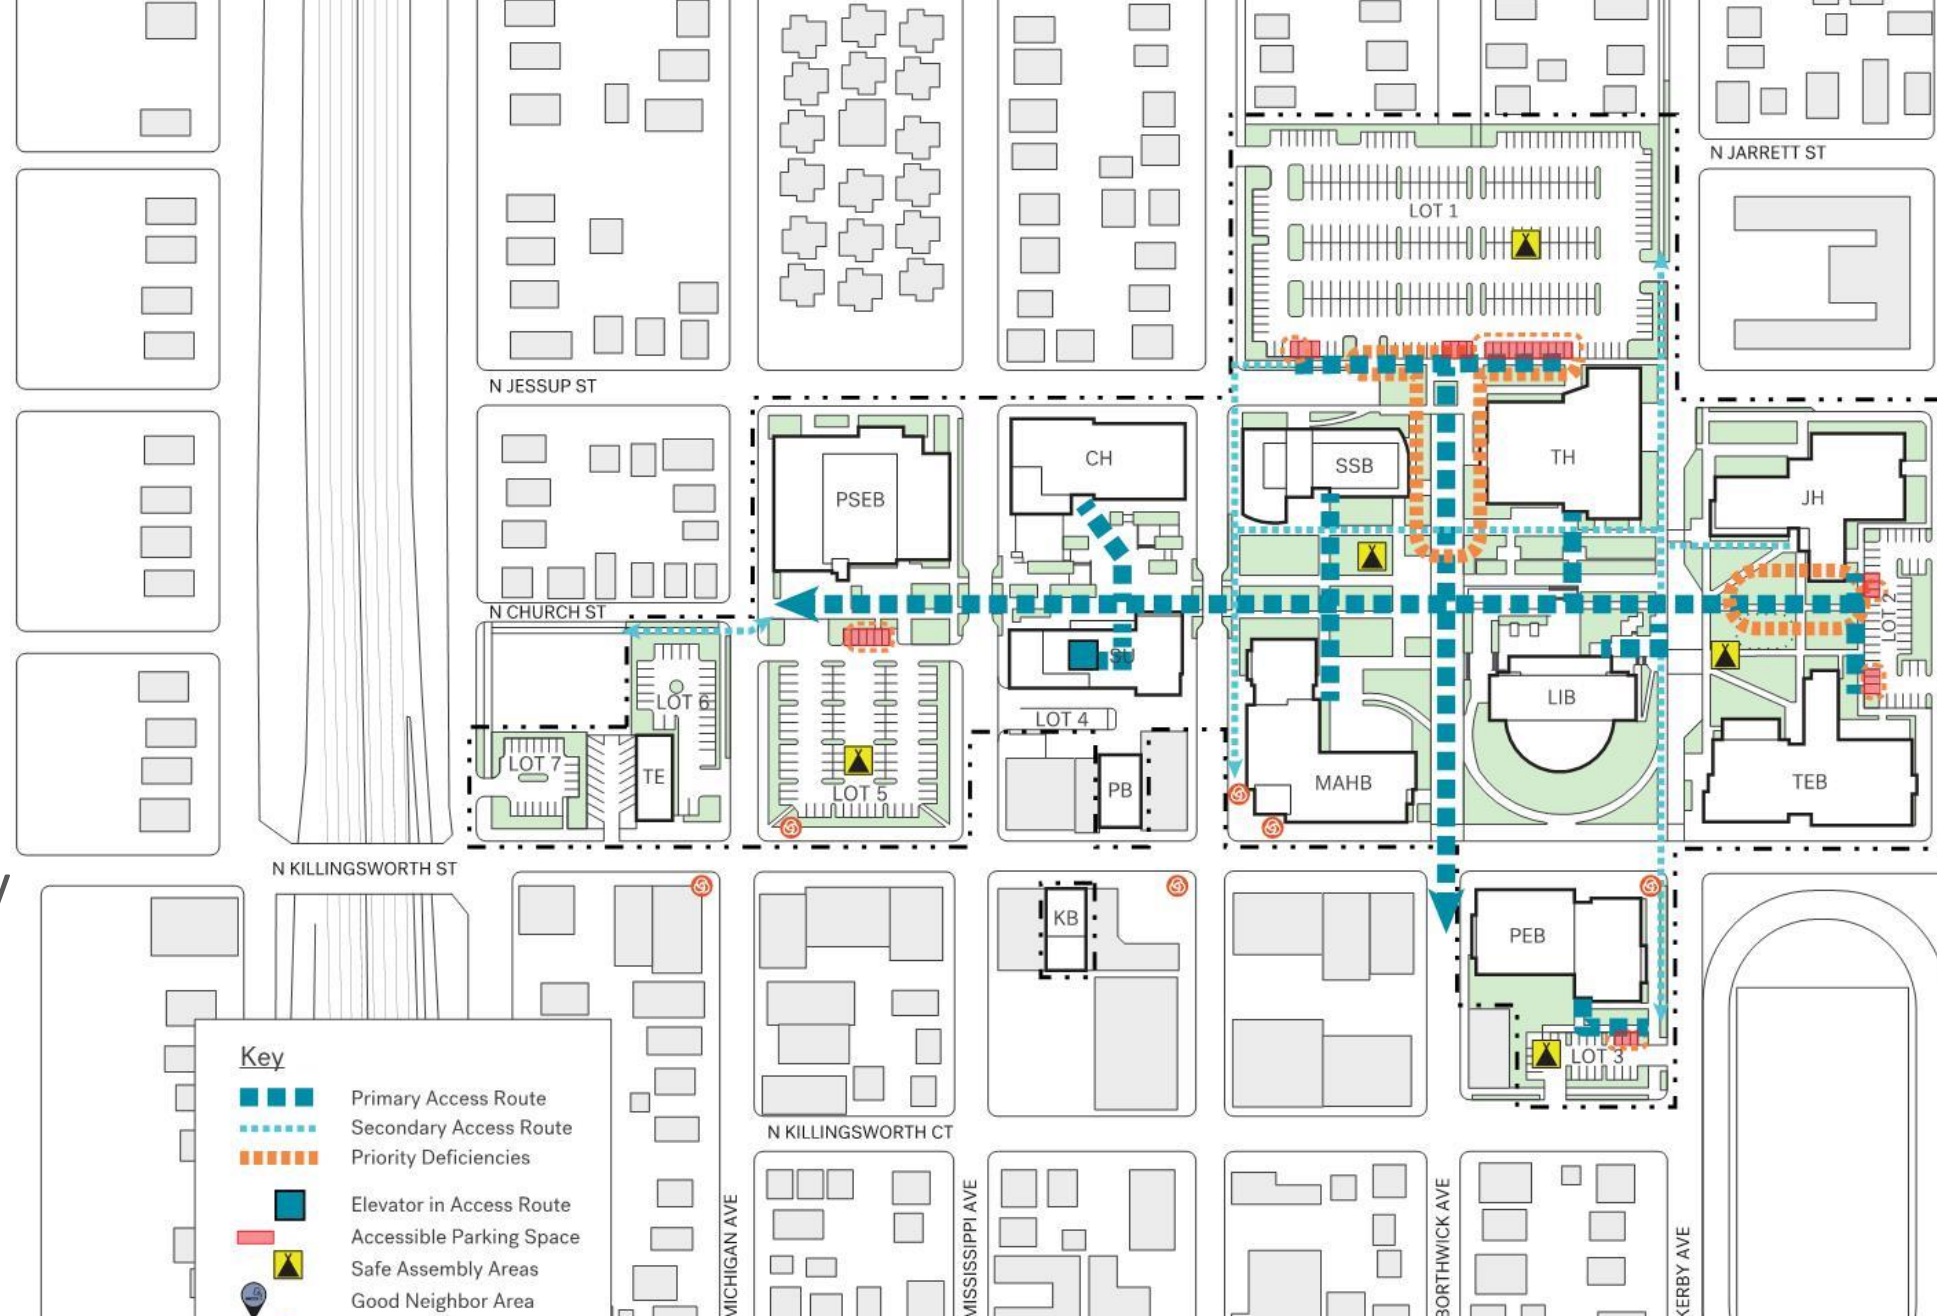 N JARRETT ST
LOT 1
N JESSUP ST
CH
SSB
TH
PSEB
JH
N CHURCH ST
LOT 2
SU
LOT 6
LIB
LOT 4
LOT 7
TE
LOT 5
PB
MAHB
TEB
N KILLINGSWORTH ST
KB
PEB
LOT 3
Key
Primary Access Route
Secondary Access Route
Priority Deficiencies
Elevator in Access Route
Accessible Parking Space
Safe Assembly Areas
Good Neighbor Area
N KILLINGSWORTH CT
MICHIGAN AVE
MISSISSIPPI AVE
BORTHWICK AVE
KERBY AVE